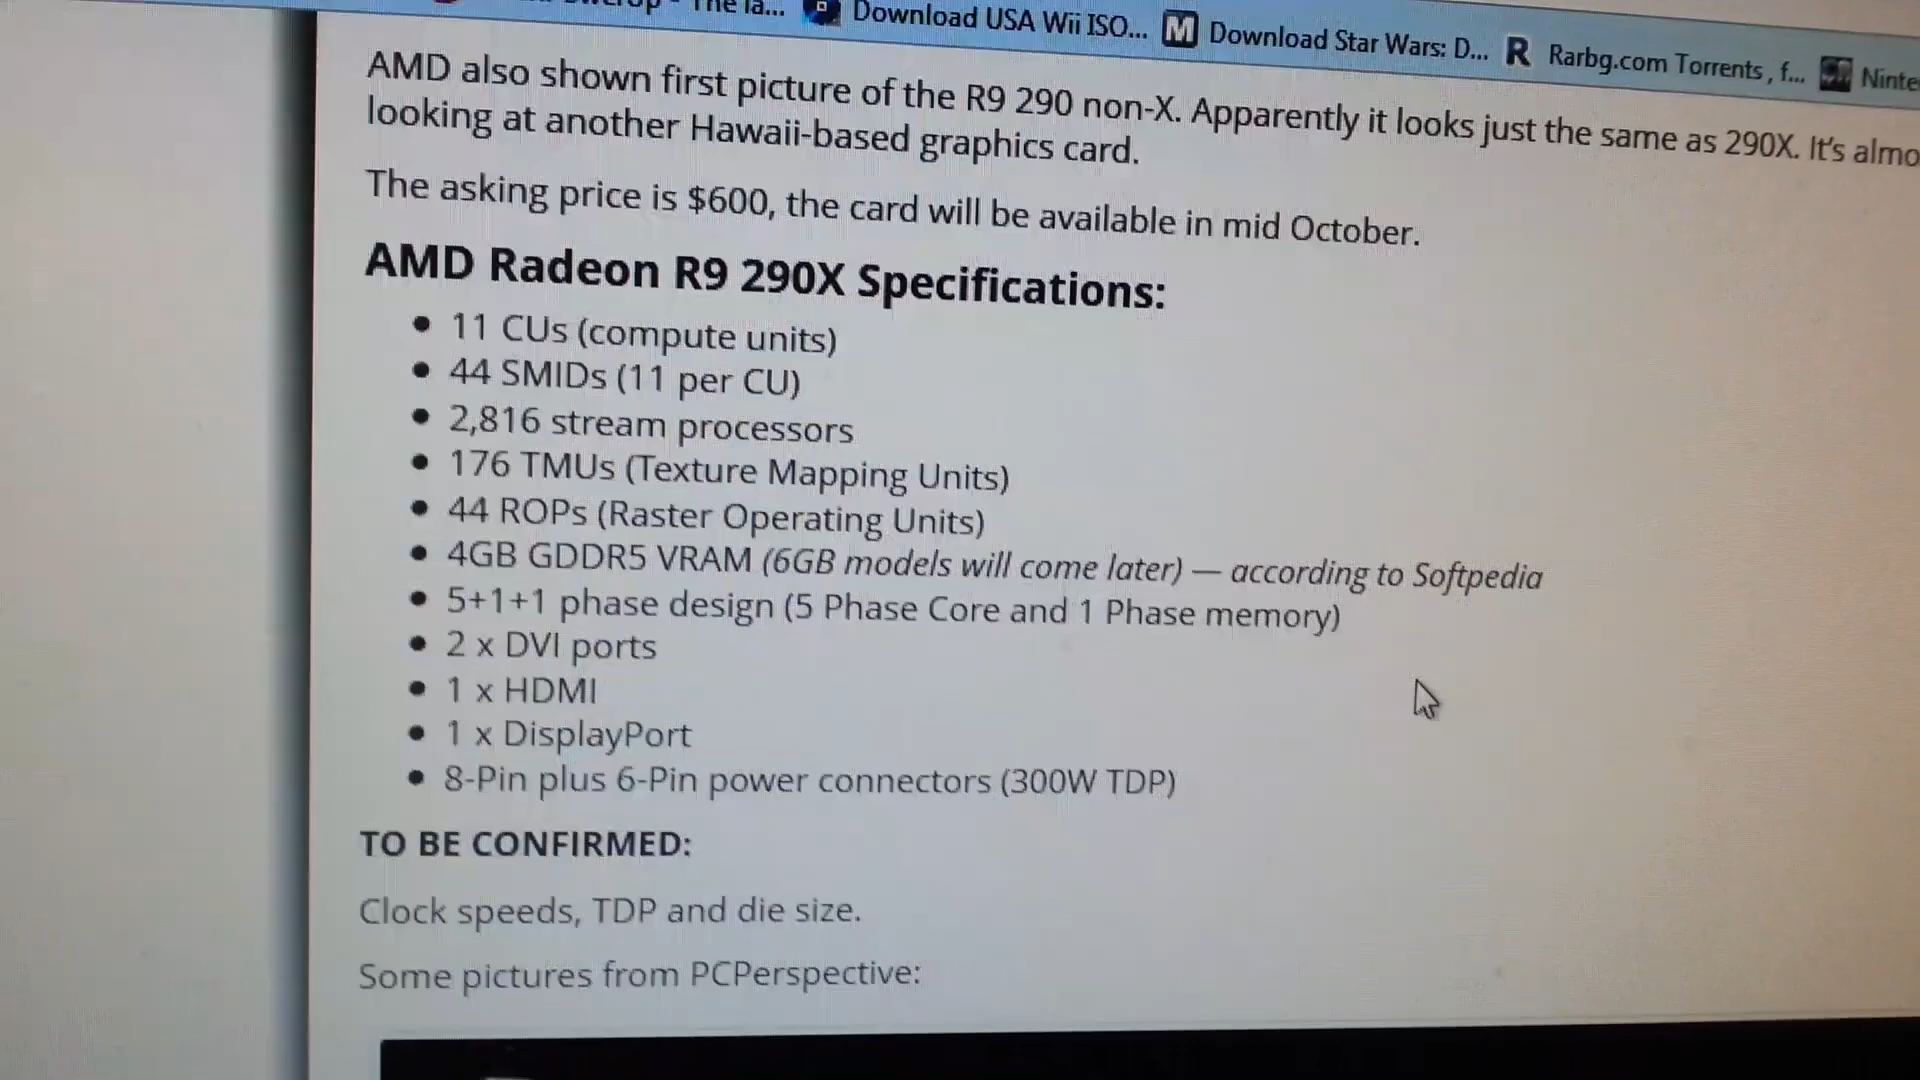 The la...
Download USA Wii ISO...
Download Star Wars: D...
Rarbg.com Torrents , f...
AMD also shown first picture of the R9 290 non-X. Apparently it looks just the same as 290X. It's almo
looking at another Hawaii-based graphics card.
The asking price is $600, the card will be available in mid October.
AMD Radeon R9 290X Specifications:
• 11 CUs (compute units)
• 44 SMIDs (11 per CU)
• 2,816 stream processors
• 176 TMUs (Texture Mapping Units)
• 44 ROPs (Raster Operating Units)
• 4GB GDDR5 VRAM (6GB models will come later) — according to Softpedia
• 5+1+1 phase design (5 Phase Core and 1 Phase memory)
• 2 x DVI ports
• 1 x HDMI
• 1 x DisplayPort
• 8-Pin plus 6-Pin power connectors (300W TDP)
TO BE CONFIRMED:
Clock speeds, TDP and die size.
Some pictures from PCPerspective: